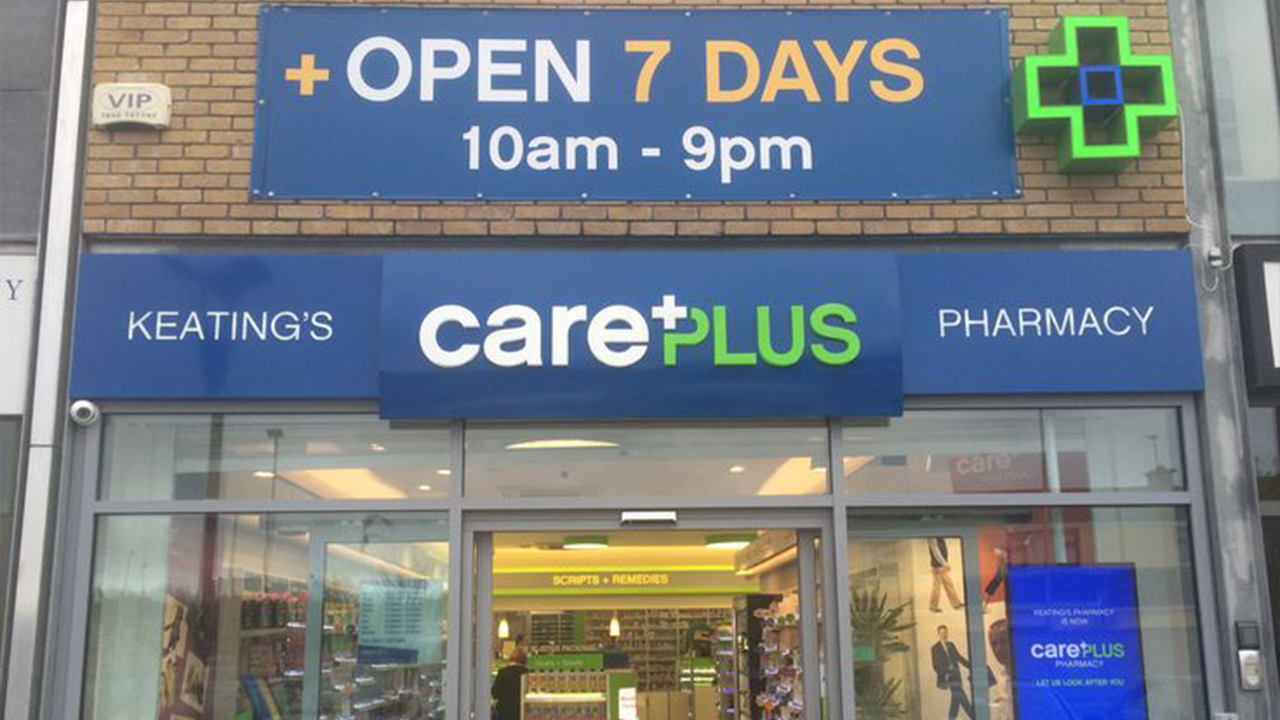 + OPEN 7 DAYS
10am - 9pm
VIP
KEATING'S
care+PLUS
PHARMACY
care+
SCRIPTS + REMEDIES
KEATING'S PHARMACY
IS NOW
care+PLUS
PHARMACY
LET US LOOK AFTER YOU